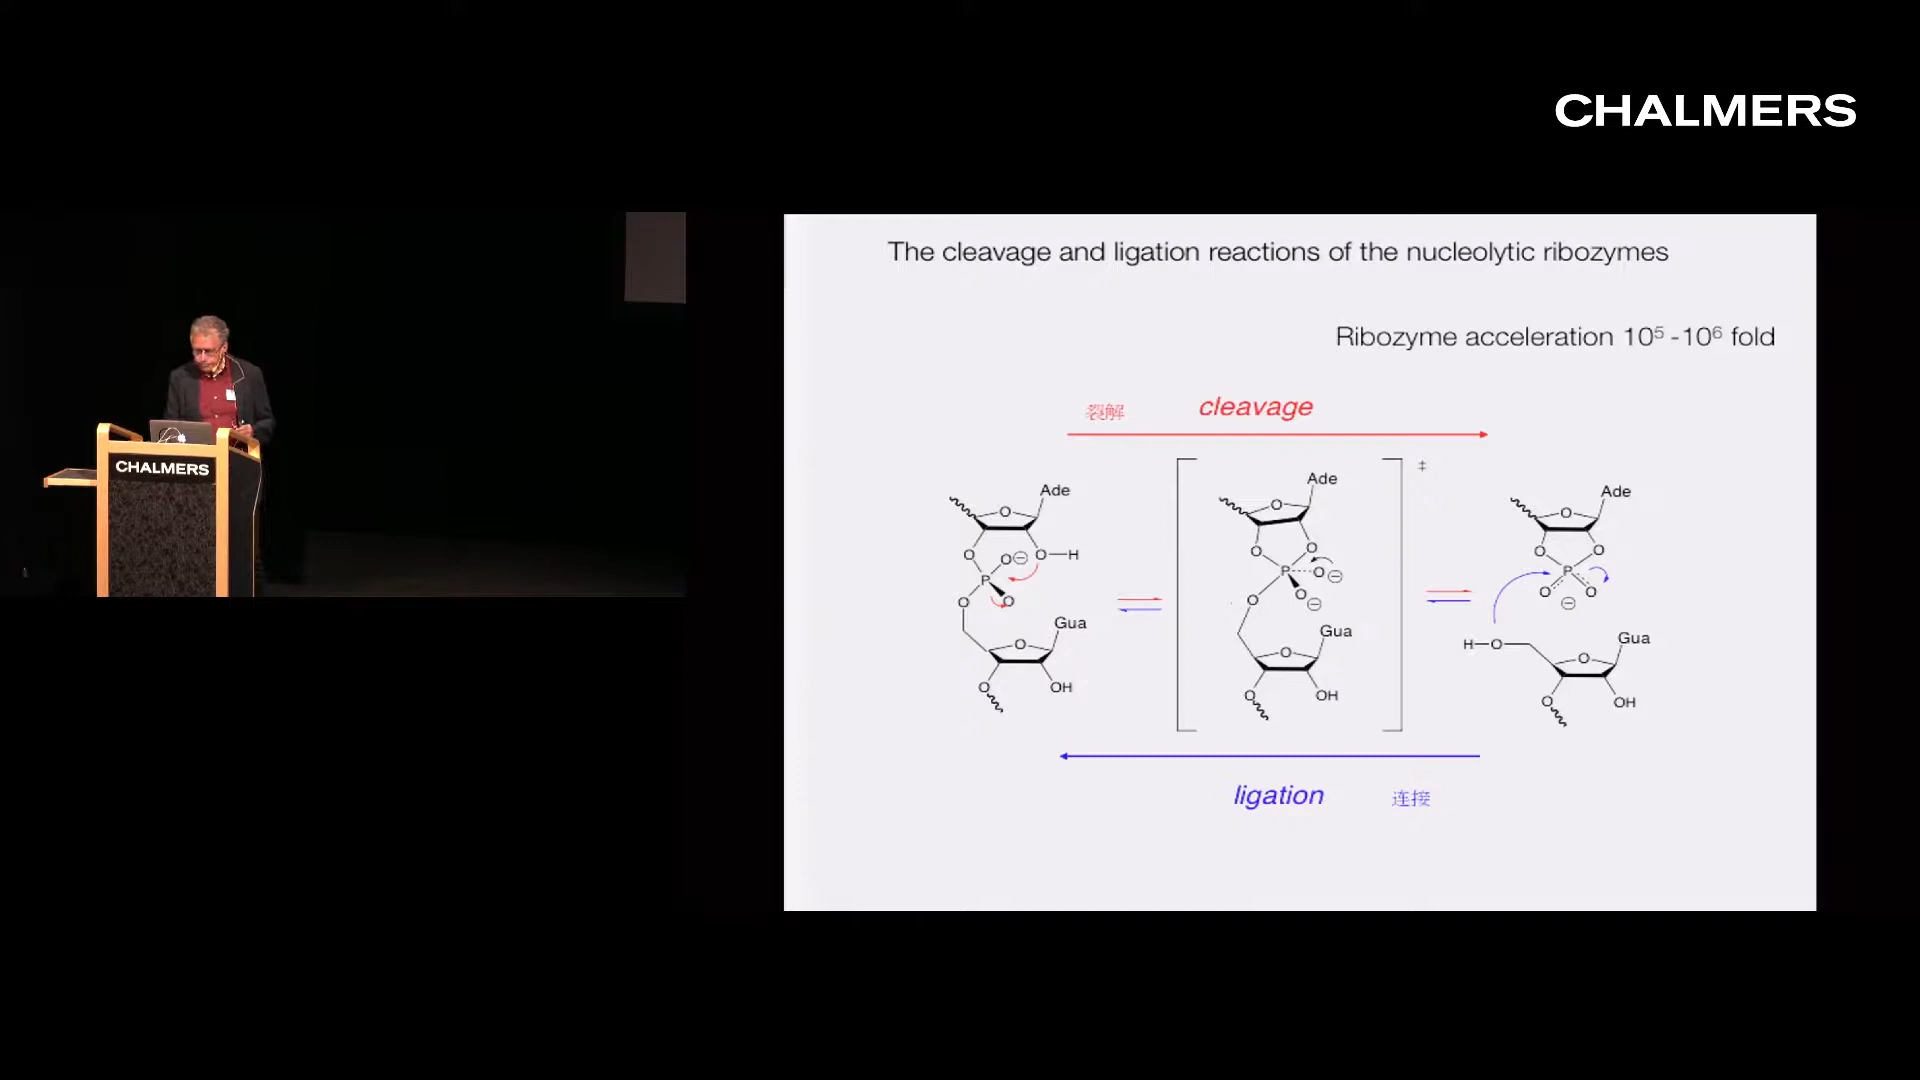 CHALMERS
CHALMERS
The cleavage and ligation reactions of the nucleolytic ribozymes
Ribozyme acceleration 10⁵ -10⁶ fold
裂解 cleavage
‡
Ade
O
O O⊖ O—H
P
O O
Gua
O
O OH
Ade
O
O O
P O⊖
O O⊖
Gua
O
O OH
Ade
O
O O
P
O O
⊖
H—O
Gua
O
O OH
ligation 连接